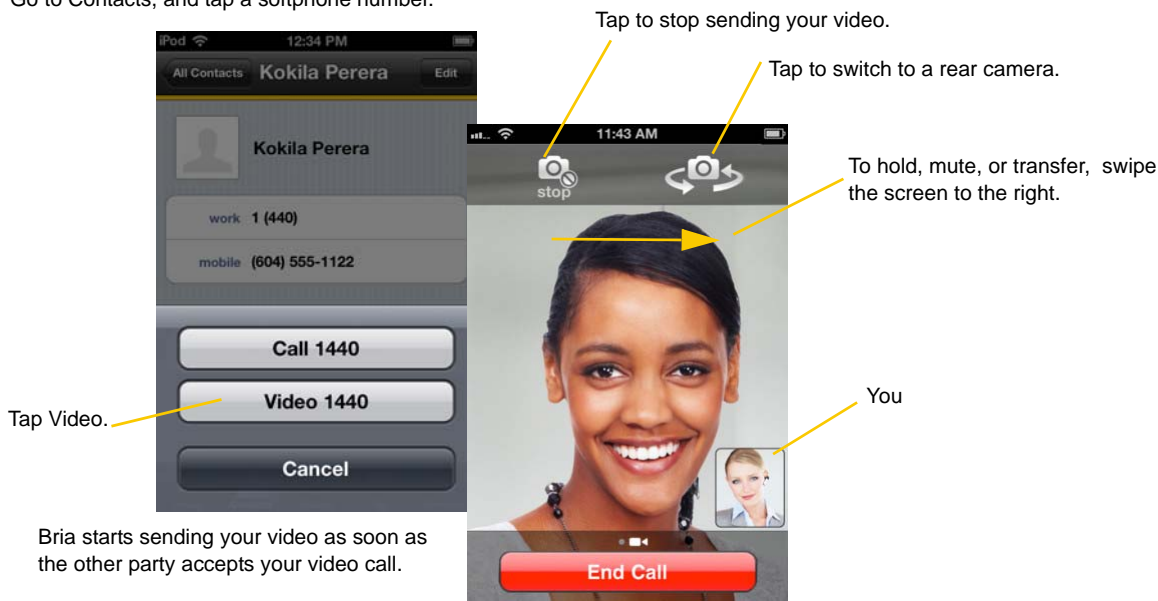 Go to Contacts, and tap a softphone number.
Tap to stop sending your video.
Tap to switch to a rear camera.
iPod 12:34 PM
All Contacts Kokila Perera Edit
Kokila Perera
work 1 (440)
mobile (604) 555-1122
Call 1440
Video 1440
Cancel
Tap Video.
Bria starts sending your video as soon as
the other party accepts your video call.
11:43 AM
stop
To hold, mute, or transfer, swipe
the screen to the right.
You
End Call